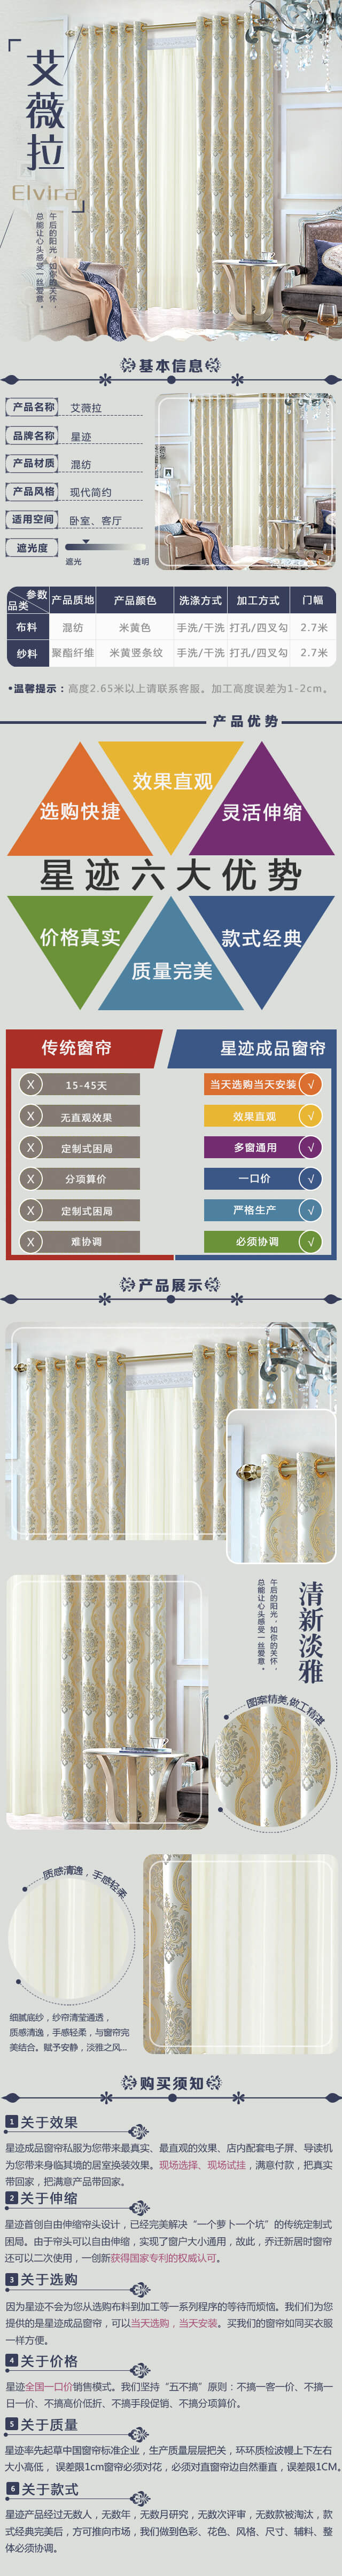 艾薇拉
Elvira
午后的阳光，如你的关怀，
总能让心头感受一丝爱意。
基本信息
产品名称 艾薇拉
品牌名称 星迹
产品材质 混纺
产品风格 现代简约
适用空间 卧室、客厅
遮光度
遮光 透明
参数 品类 产品质地 产品颜色 洗涤方式 加工方式 门幅
布料 混纺 米黄色 手洗/干洗 打孔/四叉勾 2.7米
纱料 聚酯纤维 米黄竖条纹 手洗/干洗 打孔/四叉勾 2.7米
•温馨提示：高度2.65米以上请联系客服。加工高度误差为1-2cm。
产品优势
选购快捷 效果直观 灵活伸缩
星迹六大优势
价格真实 质量完美 款式经典
传统窗帘 星迹成品窗帘
X 15-45天 当天选购当天安装 √
X 无直观效果 效果直观 √
X 定制式困局 多窗通用 √
X 分项算价 一口价 √
X 定制式困局 严格生产 √
X 难协调 必须协调 √
产品展示
清新淡雅
午后的阳光，如你的关怀，
总能让心头感受一丝爱意。
图案精美，做工精湛
质感清逸，手感轻柔
细腻底纱，纱帘清莹通透，
质感清逸，手感轻柔，与窗帘完
美结合。赋予安静，淡雅之风...
购买须知
1 关于效果
星迹成品窗帘私服为您带来最真实、最直观的效果、店内配套电子屏、导读机
为您带来身临其境的居室换装效果。现场选择、现场试挂，满意付款，把真实
带回家，把满意产品带回家。
2 关于伸缩
星迹首创自由伸缩帘头设计，已经完美解决“一个萝卜一个坑”的传统定制式
困局。由于帘头可以自由伸缩，实现了窗户大小通用，故此，乔迁新居时窗帘
还可以二次使用，一创新获得国家专利的权威认可。
3 关于选购
因为星迹不会为您从选购布料到加工等一系列程序的等待而烦恼。我们们为您
提供的是星迹成品窗帘，可以当天选购，当天安装。买我们的窗帘如同买衣服
一样方便。
4 关于价格
星迹全国一口价销售模式。我们坚持“五不搞”原则：不搞一客一价、不搞一
日一价、不搞高价低折、不搞手段促销、不搞分项算价。
5 关于质量
星迹率先起草中国窗帘标准企业，生产质量层层把关，环环质检波幔上下左右
大小高低，误差限1cm窗帘必须对花，必须对直窗帘边自然垂直，误差限1CM。
6 关于款式
星迹产品经过无数人，无数年，无数月研究，无数次评审，无数款被淘汰，款
式经典完美后，方可推向市场，我们做到色彩、花色、风格、尺寸、辅料、整
体必须协调。